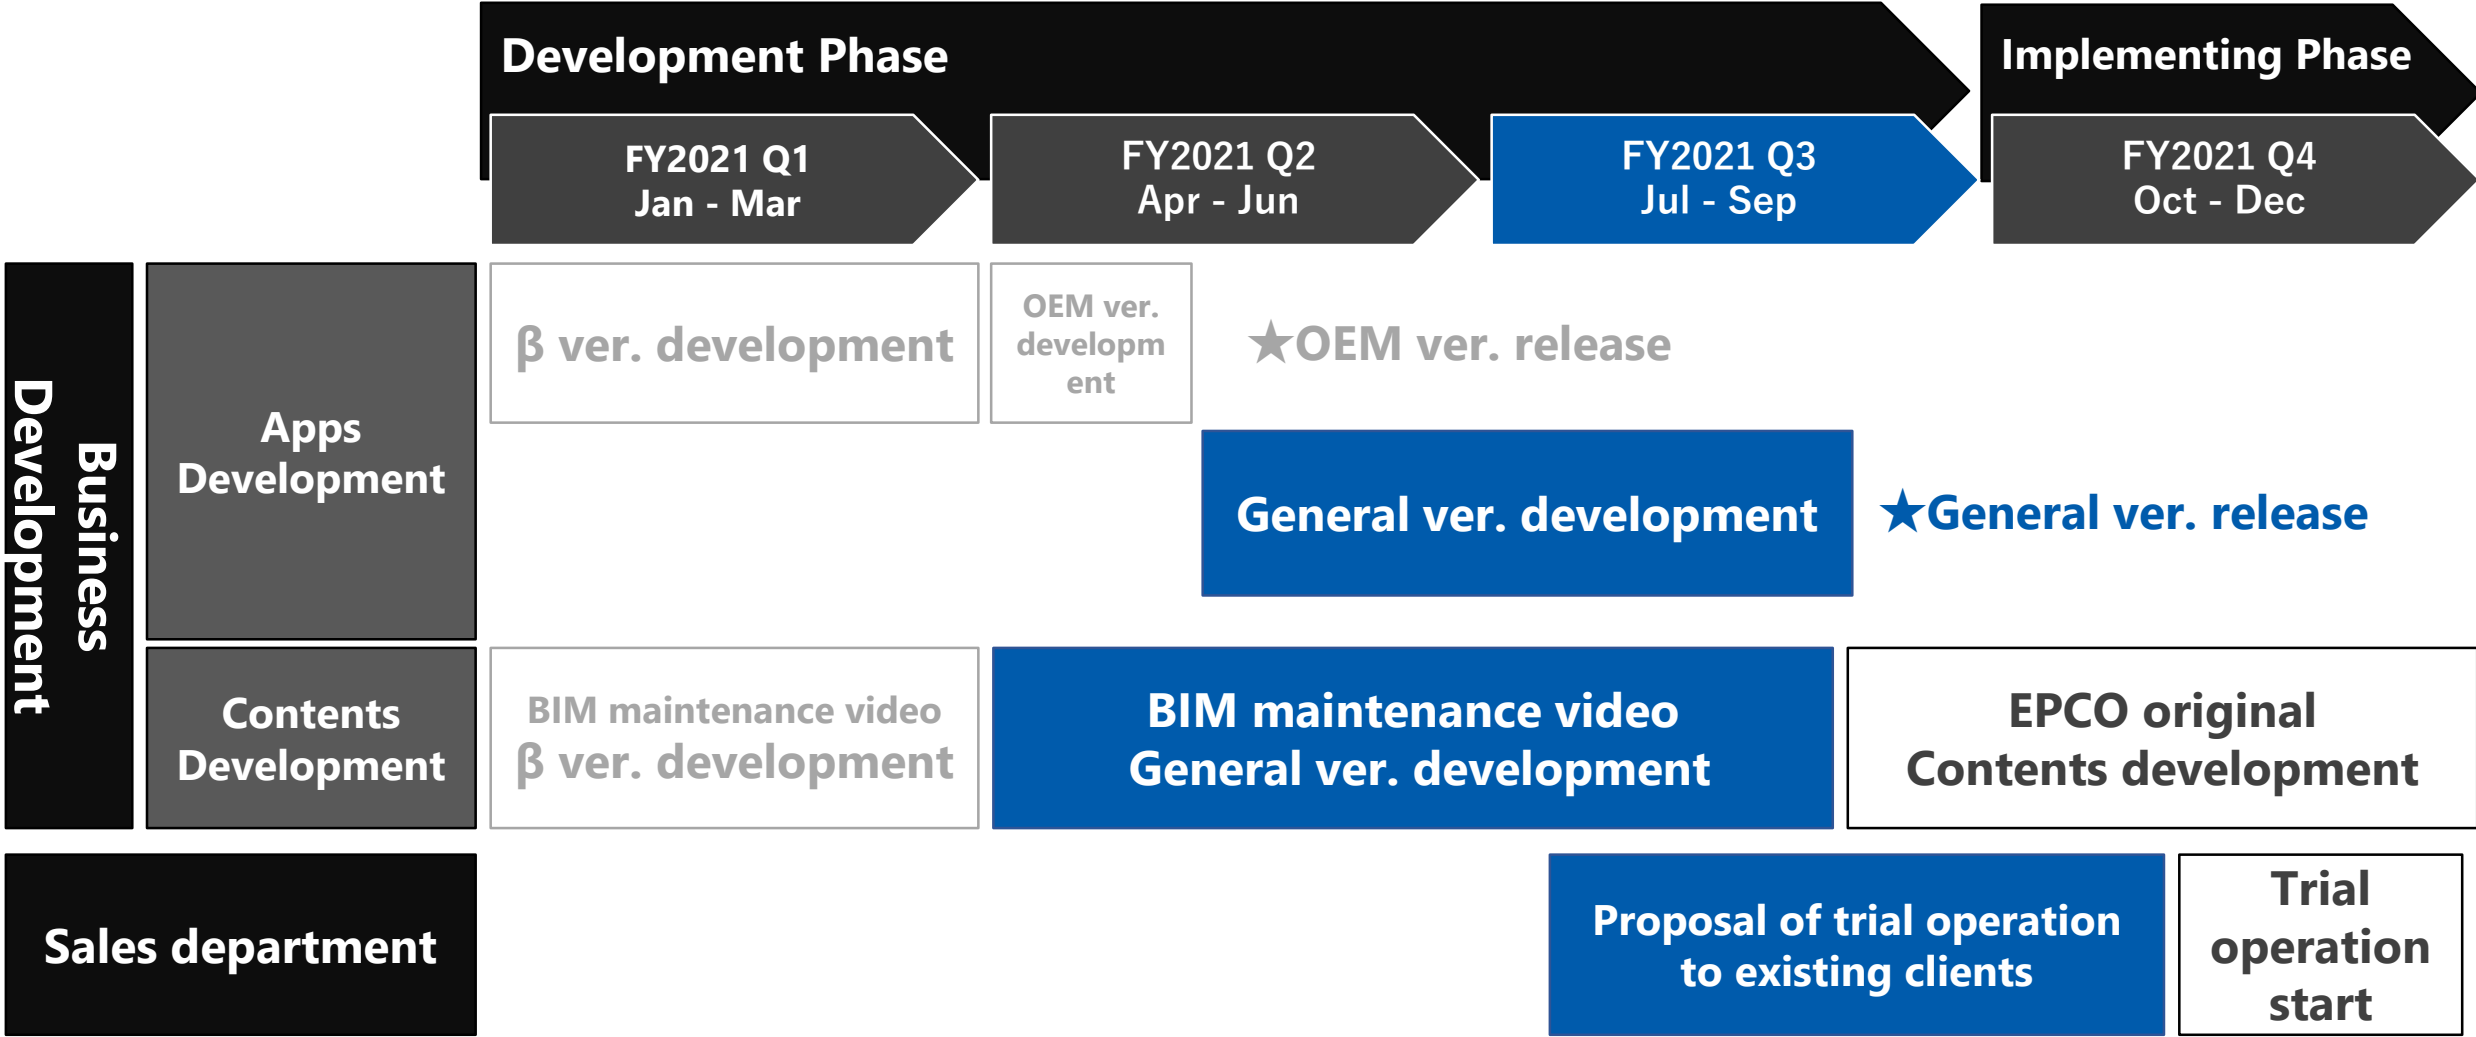 Development Phase
Implementing Phase
FY2021 Q1
Jan - Mar
FY2021 Q2
Apr - Jun
FY2021 Q3
Jul - Sep
FY2021 Q4
Oct - Dec
Business
Development
Apps
Development
β ver. development
OEM ver.
developm
ent
★OEM ver. release
General ver. development
★General ver. release
Contents
Development
BIM maintenance video
β ver. development
BIM maintenance video
General ver. development
EPCO original
Contents development
Sales department
Proposal of trial operation
to existing clients
Trial
operation
start